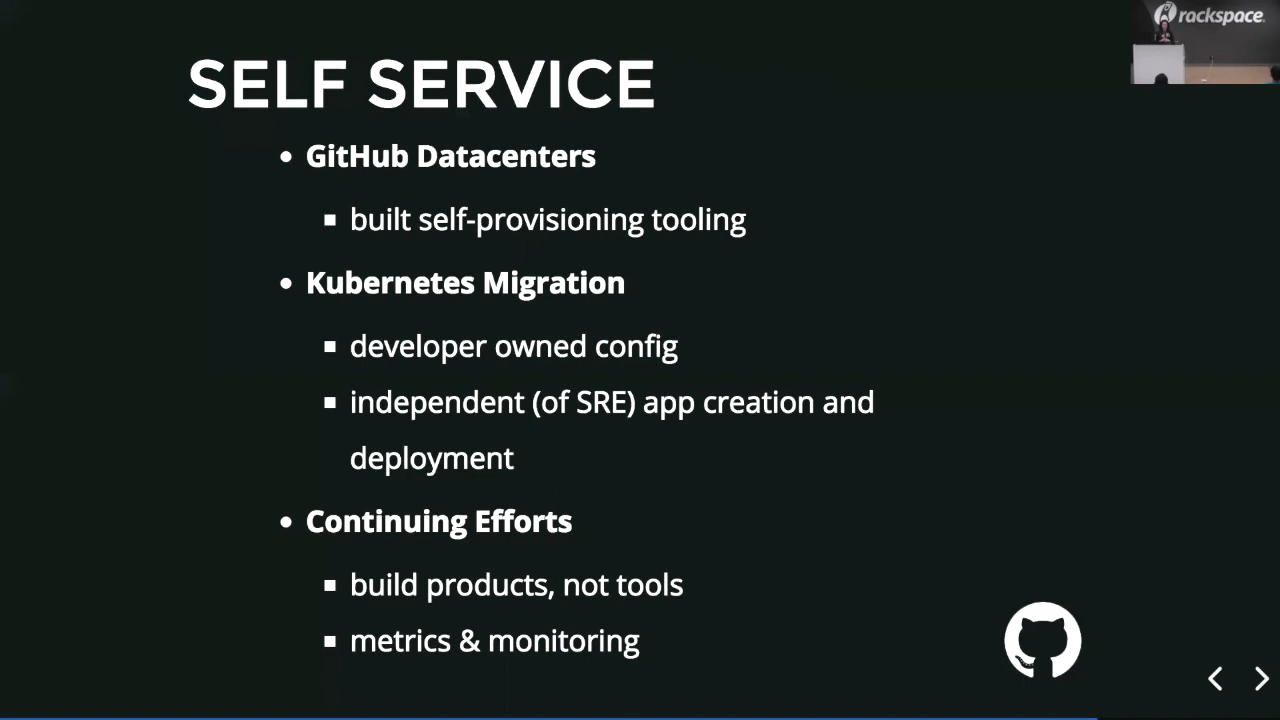 rackspace.
SELF SERVICE
• GitHub Datacenters
▪ built self-provisioning tooling
• Kubernetes Migration
▪ developer owned config
▪ independent (of SRE) app creation and
deployment
• Continuing Efforts
▪ build products, not tools
▪ metrics & monitoring